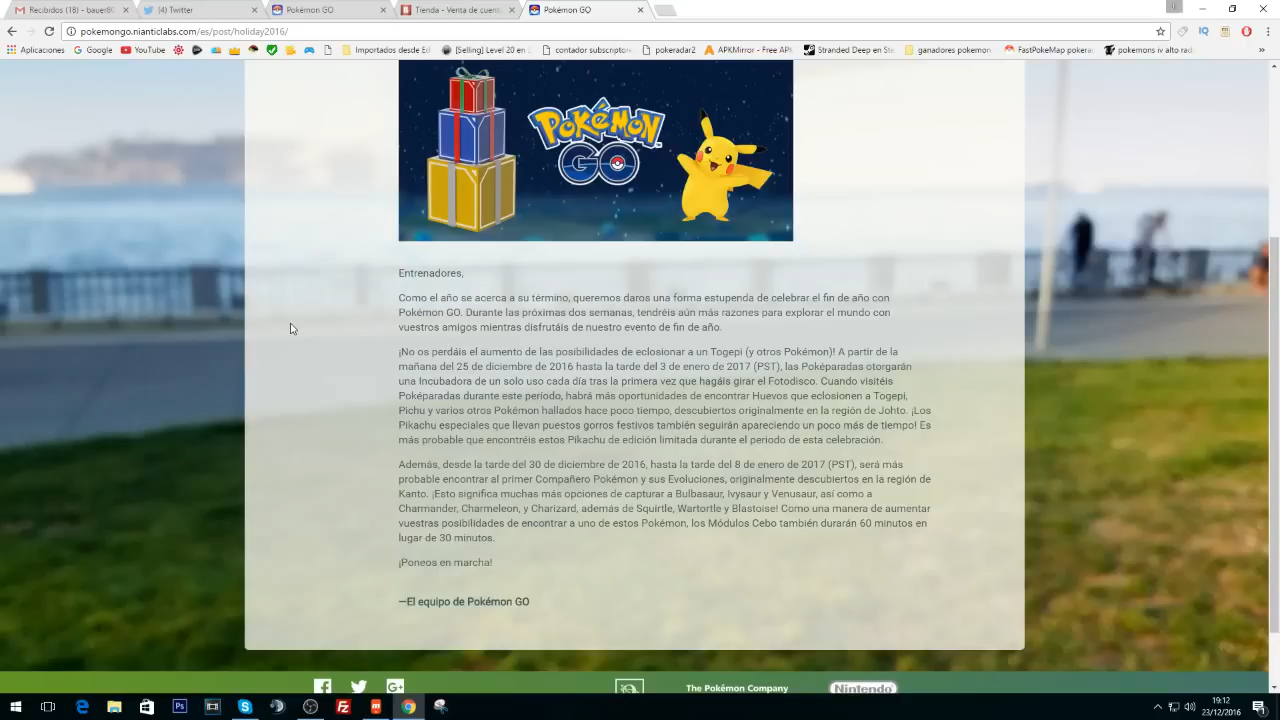 Recibidos (18) - bauer80
(4) Twitter
Pokémon GO
Tienda - Venta de cuent
Pokémon GO
pokemongo.nianticlabs.com/es/post/holiday2016/
Aplicaciones
Google
YouTube
Importados desde Ed
[Selling] Level 20 en
contador subscriptor
pokeradar2
APKMirror - Free APK
Stranded Deep en Ste
ganadores pokemon
FastPokeMap pokera
pokemons iv alto rad
Otros marcadores
POKÉMON GO
Entrenadores,
Como el año se acerca a su término, queremos daros una forma estupenda de celebrar el fin de año con
Pokémon GO. Durante las próximas dos semanas, tendréis aún más razones para explorar el mundo con
vuestros amigos mientras disfrutáis de nuestro evento de fin de año.
¡No os perdáis el aumento de las posibilidades de eclosionar a un Togepi (y otros Pokémon)! A partir de la
mañana del 25 de diciembre de 2016 hasta la tarde del 3 de enero de 2017 (PST), las Poképaradas otorgarán
una Incubadora de un solo uso cada día tras la primera vez que hagáis girar el Fotodisco. Cuando visitéis
Poképaradas durante este período, habrá más oportunidades de encontrar Huevos que eclosionen a Togepi,
Pichu y varios otros Pokémon hallados hace poco tiempo, descubiertos originalmente en la región de Johto. ¡Los
Pikachu especiales que llevan puestos gorros festivos también seguirán apareciendo un poco más de tiempo! Es
más probable que encontréis estos Pikachu de edición limitada durante el periodo de esta celebración.
Además, desde la tarde del 30 de diciembre de 2016, hasta la tarde del 8 de enero de 2017 (PST), será más
probable encontrar al primer Compañero Pokémon y sus Evoluciones, originalmente descubiertos en la región de
Kanto. ¡Esto significa muchas más opciones de capturar a Bulbasaur, Ivysaur y Venusaur, así como a
Charmander, Charmeleon, y Charizard, además de Squirtle, Wartortle y Blastoise! Como una manera de aumentar
vuestras posibilidades de encontrar a uno de estos Pokémon, los Módulos Cebo también durarán 60 minutos en
lugar de 30 minutos.
¡Poneos en marcha!
—El equipo de Pokémon GO
The Pokémon Company
Nintendo
19:12
23/12/2016